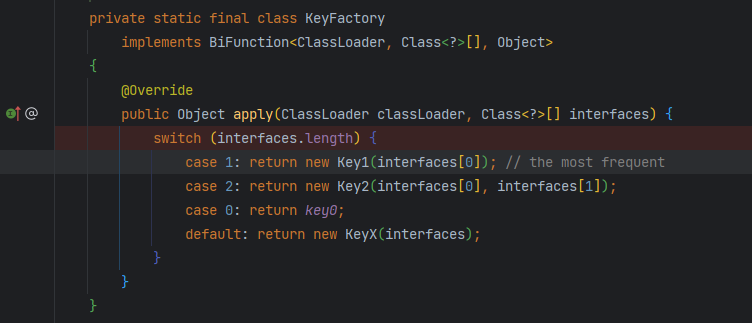 private static final class KeyFactory
    implements BiFunction<ClassLoader, Class<?>[], Object>
{
    @Override
    public Object apply(ClassLoader classLoader, Class<?>[] interfaces) {
        switch (interfaces.length) {
            case 1: return new Key1(interfaces[0]); // the most frequent
            case 2: return new Key2(interfaces[0], interfaces[1]);
            case 0: return key0;
            default: return new KeyX(interfaces);
        }
    }
}